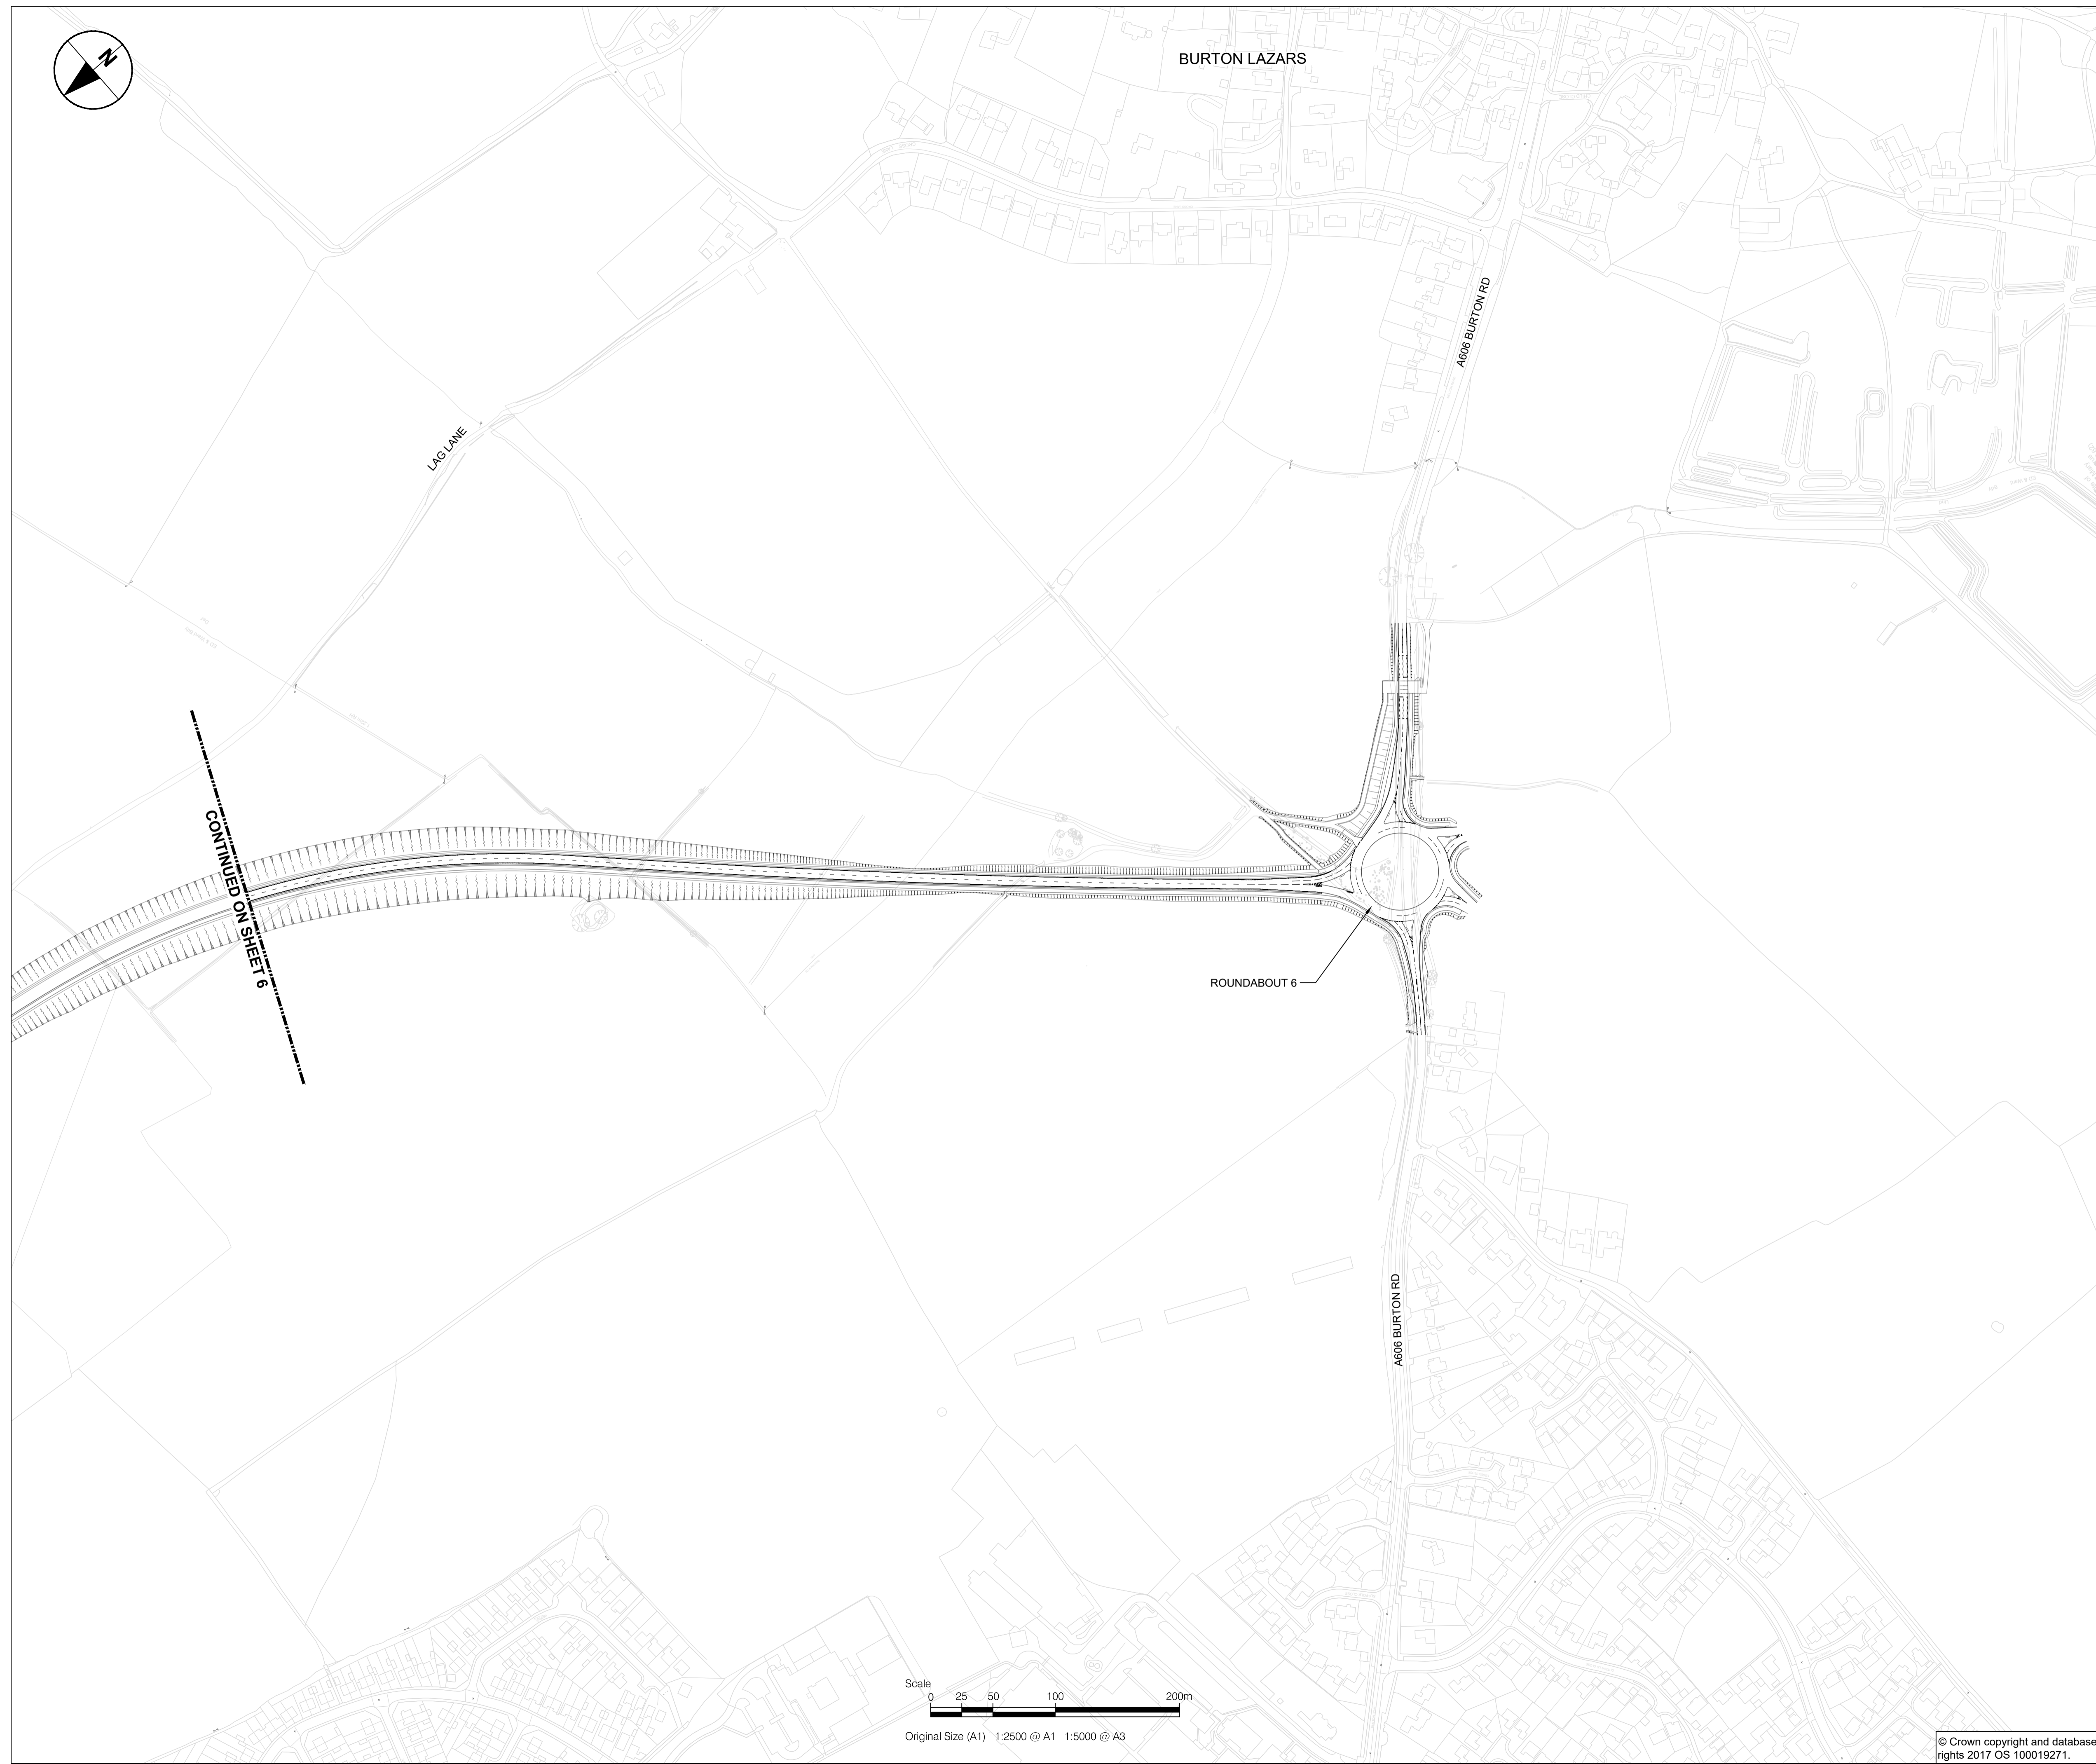 N
BURTON LAZARS
A606 BURTON RD
LAG LANE
CONTINUED ON SHEET 6
ROUNDABOUT 6
A606 BURTON RD
Scale
0 25 50 100 200m
Original Size (A1) 1:2500 @ A1 1:5000 @ A3
© Crown copyright and database
rights 2017 OS 100019271.